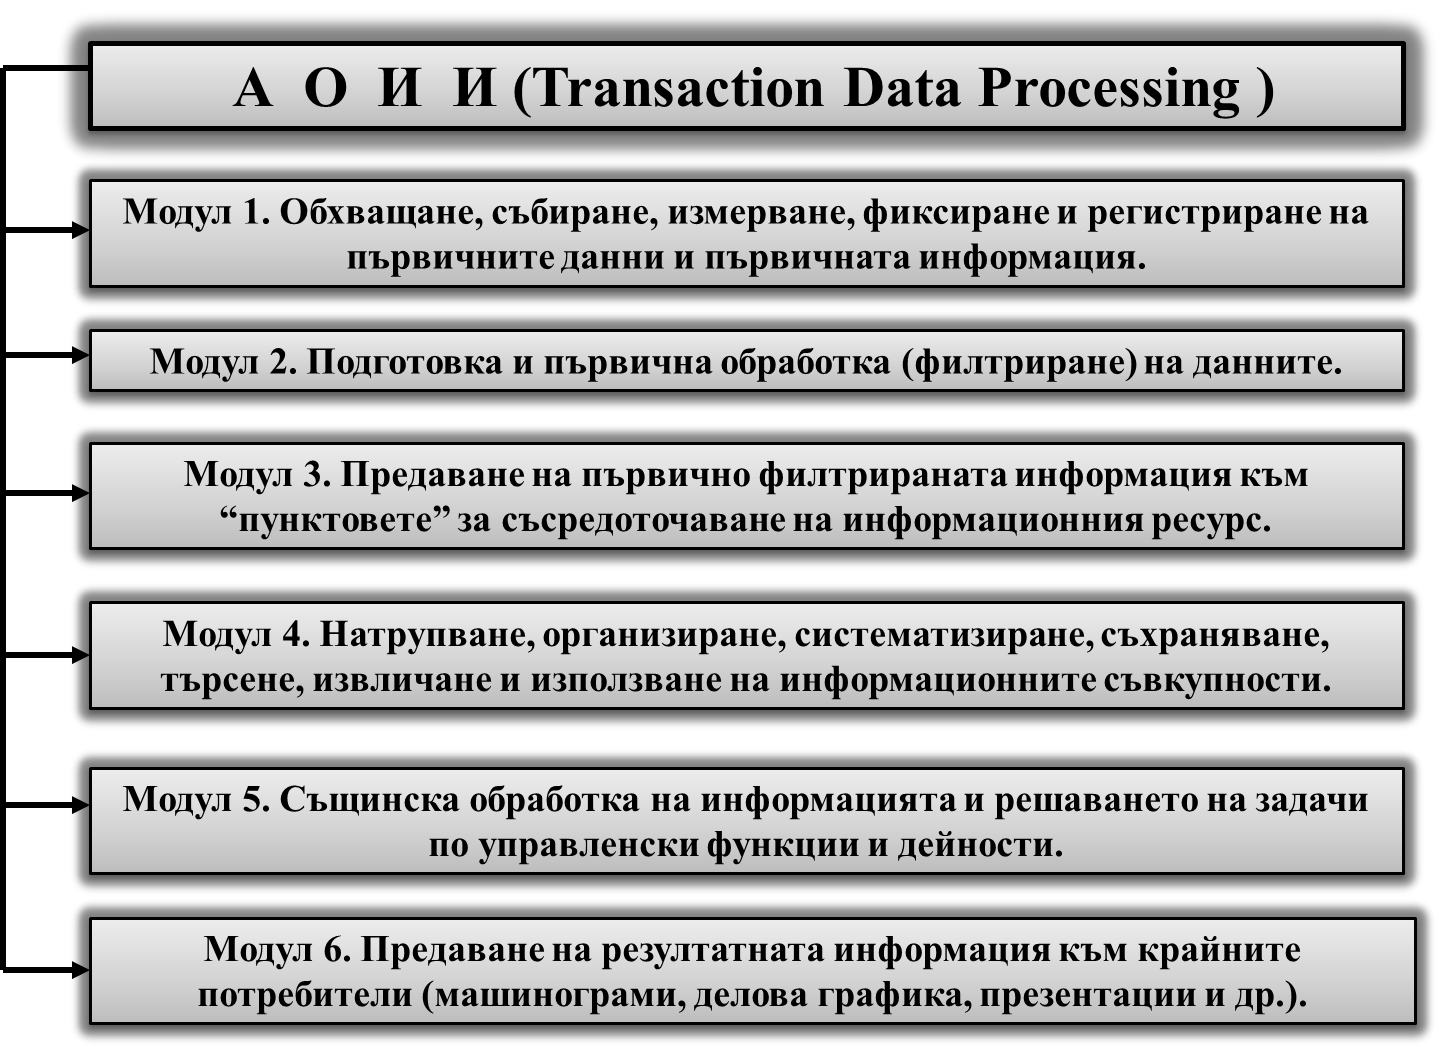 А О И И (Transaction Data Processing )
Модул 1. Обхващане, събиране, измерване, фиксиране и регистриране на
първичните данни и първичната информация.
Модул 2. Подготовка и първична обработка (филтриране) на данните.
Модул 3. Предаване на първично филтрираната информация към
“пунктовете” за съсредоточаване на информационния ресурс.
Модул 4. Натрупване, организиране, систематизиране, съхраняване,
търсене, извличане и използване на информационните съвкупности.
Модул 5. Същинска обработка на информацията и решаването на задачи
по управленски функции и дейности.
Модул 6. Предаване на резултатната информация към крайните
потребители (машинограми, делова графика, презентации и др.).